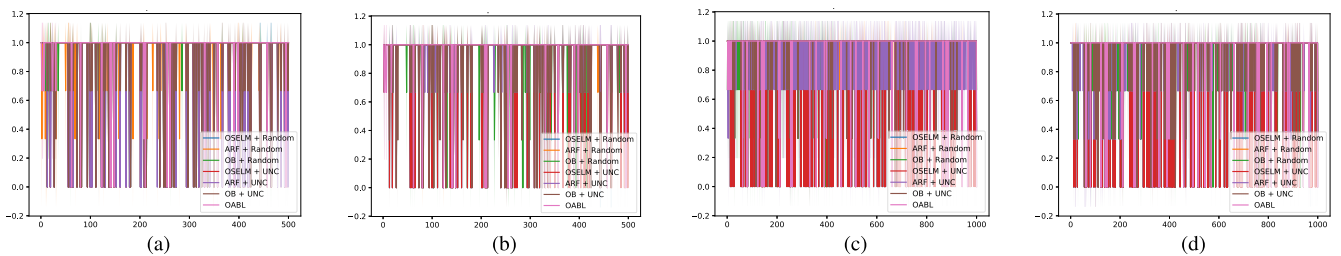 1.2
1.0
0.8
0.6
0.4
0.2
0.0
−0.2
0 100 200 300 400 500
OSELM + Random
ARF + Random
OB + Random
OSELM + UNC
ARF + UNC
OB + UNC
OABL
(a)
1.2
1.0
0.8
0.6
0.4
0.2
0.0
−0.2
0 100 200 300 400 500
OSELM + Random
ARF + Random
OB + Random
OSELM + UNC
ARF + UNC
OB + UNC
OABL
(b)
1.0
0.8
0.6
0.4
0.2
0.0
−0.2
0 200 400 600 800 1000
OSELM + Random
ARF + Random
OB + Random
OSELM + UNC
ARF + UNC
OB + UNC
OABL
(c)
1.2
1.0
0.8
0.6
0.4
0.2
0.0
−0.2
0 200 400 600 800 1000
OSELM + Random
ARF + Random
OB + Random
OSELM + UNC
ARF + UNC
OB + UNC
OABL
(d)